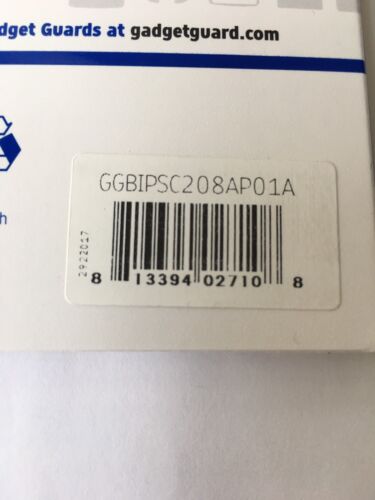 dget Guards at gadgetguard.com
h
GGBIPSC208AP01A
2922017
8 13394 02710 8